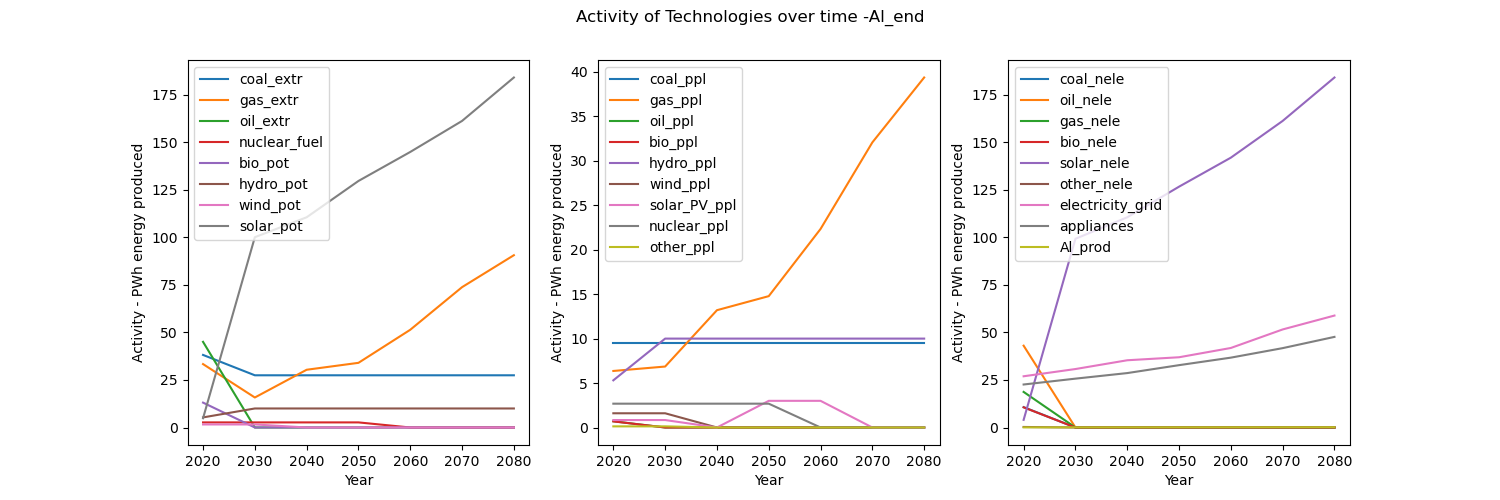 Activity of Technologies over time -Al_end
Activity - PWh energy produced
175
150
125
100
75
50
25
0
coal_extr
gas_extr
oil_extr
nuclear_fuel
bio_pot
hydro_pot
wind_pot
solar_pot
2020 2030 2040 2050 2060 2070 2080
Year
Activity - PWh energy produced
40
35
30
25
20
15
10
5
0
coal_ppl
gas_ppl
oil_ppl
bio_ppl
hydro_ppl
wind_ppl
solar_PV_ppl
nuclear_ppl
other_ppl
2020 2030 2040 2050 2060 2070 2080
Year
Activity - PWh energy produced
175
150
125
100
75
50
25
0
coal_nele
oil_nele
gas_nele
bio_nele
solar_nele
other_nele
electricity_grid
appliances
Al_prod
2020 2030 2040 2050 2060 2070 2080
Year